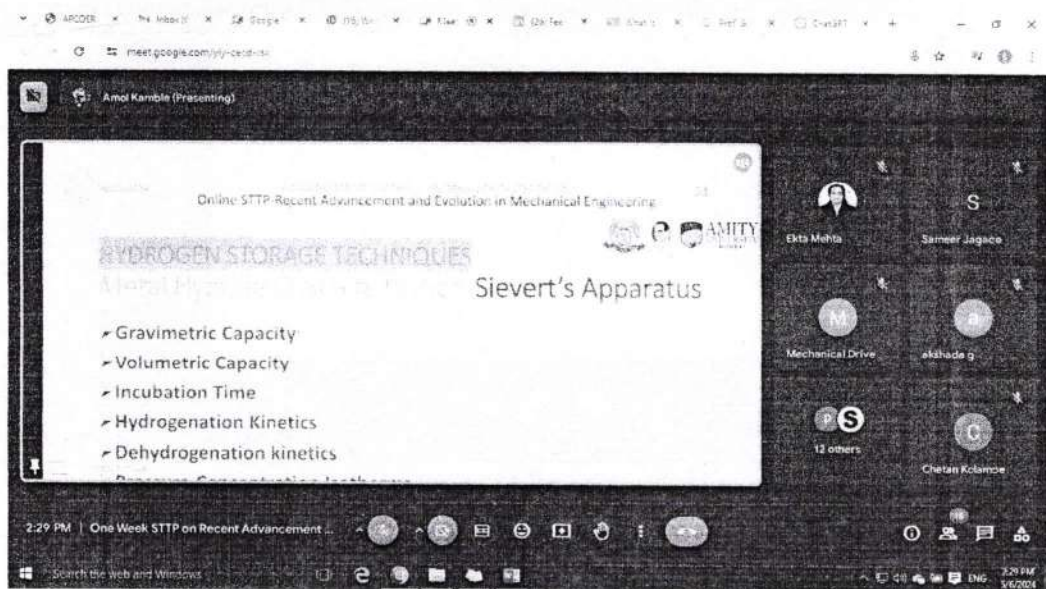 meet.google.com/
Amol Kamble (Presenting)
Online STTP-Recent Advancement and Evolution in Mechanical Engineering
AMITY
HYDROGEN STORAGE TECHNIQUES
Sievert's Apparatus
Gravimetric Capacity
Volumetric Capacity
Incubation Time
Hydrogenation Kinetics
Dehydrogenation kinetics
Ekta Mehta
S
Mechanical Drive
M
akshada g
a
12 others
P S
Chetan Kolambe
C
2:29 PM | One Week STTP on Recent Advancement ...
Search the web and Windows
ENG
2:29 PM
5/6/2024